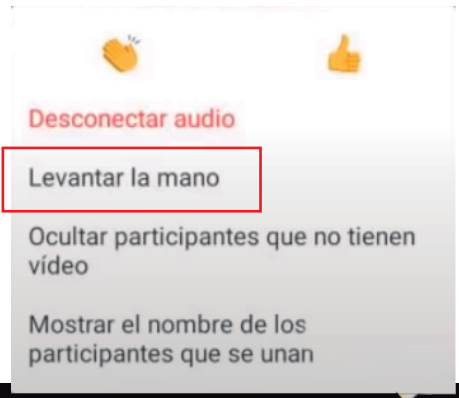 Desconectar audio
Levantar la mano
Ocultar participantes que no tienen
vídeo
Mostrar el nombre de los
participantes que se unan